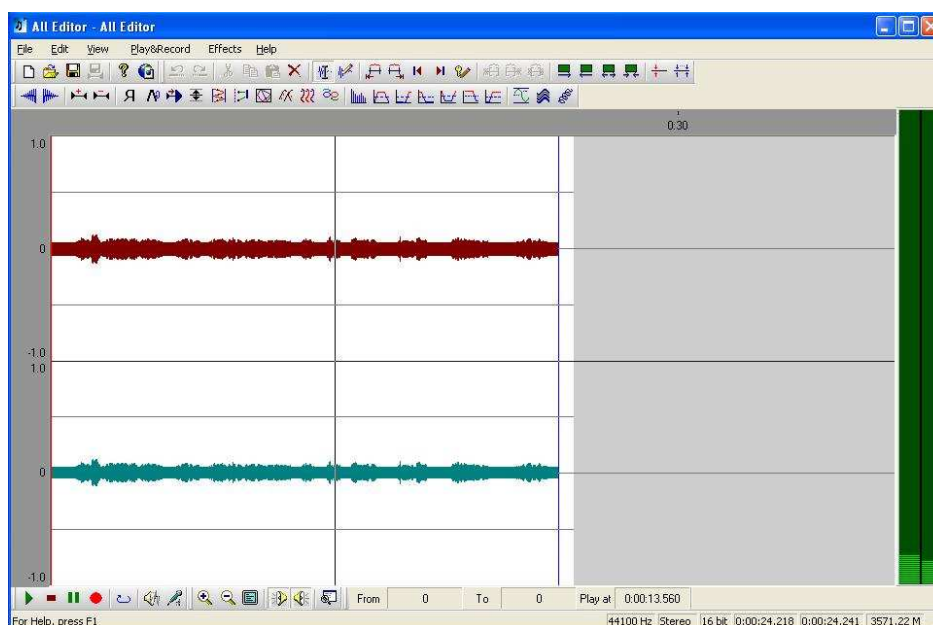 All Editor - All Editor
File Edit View Play&Record Effects Help
0:30
1.0
0
-1.0
1.0
0
-1.0
From 0 To 0 Play at 0:00:13.560
For Help, press F1 44100 Hz Stereo 16 bit 0:00:24.218 0:00:24.241 3571.22 M